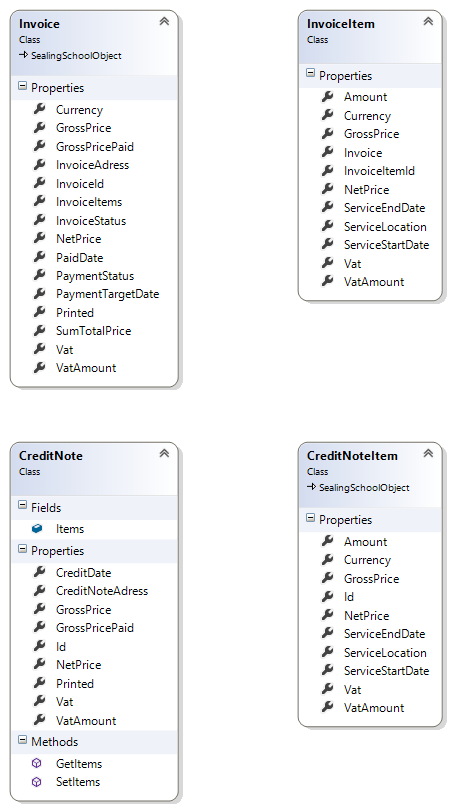 Invoice
Class
SealingSchoolObject
Properties
Currency
GrossPrice
GrossPricePaid
InvoiceAdress
InvoiceId
InvoiceItems
InvoiceStatus
NetPrice
PaidDate
PaymentStatus
PaymentTargetDate
Printed
SumTotalPrice
Vat
VatAmount
InvoiceItem
Class
Properties
Amount
Currency
GrossPrice
Invoice
InvoiceItemId
NetPrice
ServiceEndDate
ServiceLocation
ServiceStartDate
Vat
VatAmount
CreditNote
Class
Fields
Items
Properties
CreditDate
CreditNoteAdress
GrossPrice
GrossPricePaid
Id
NetPrice
Printed
Vat
VatAmount
Methods
GetItems
SetItems
CreditNoteItem
Class
SealingSchoolObject
Properties
Amount
Currency
GrossPrice
Id
NetPrice
ServiceEndDate
ServiceLocation
ServiceStartDate
Vat
VatAmount